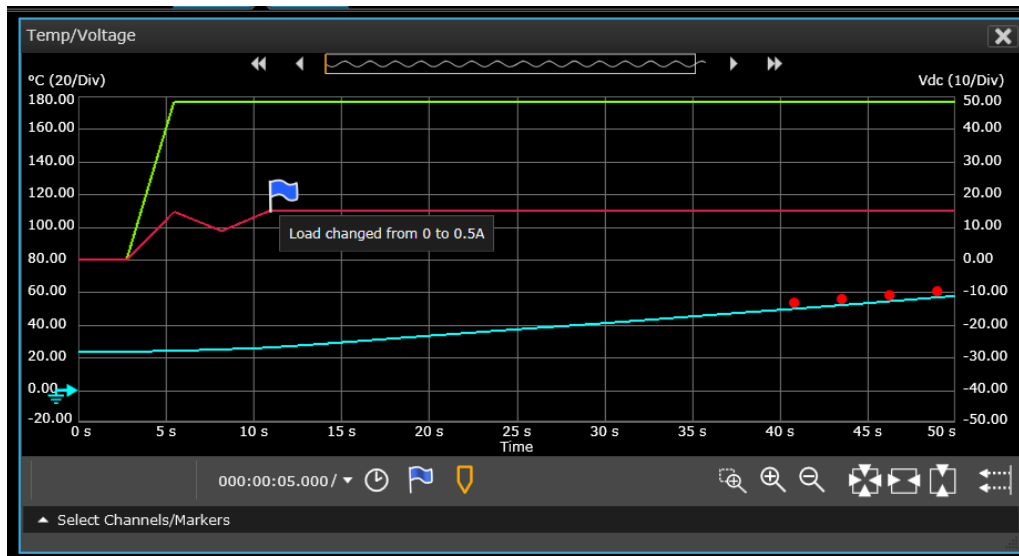 Temp/Voltage
°C (20/Div) Vdc (10/Div)
180.00 50.00
160.00 40.00
140.00 30.00
120.00 20.00
100.00 10.00
Load changed from 0 to 0.5A
80.00 0.00
60.00 -10.00
40.00 -20.00
20.00 -30.00
0.00 -40.00
-20.00 -50.00
0 s 5 s 10 s 15 s 20 s 25 s 30 s 35 s 40 s 45 s 50 s
Time
000:00:05.000/
Select Channels/Markers